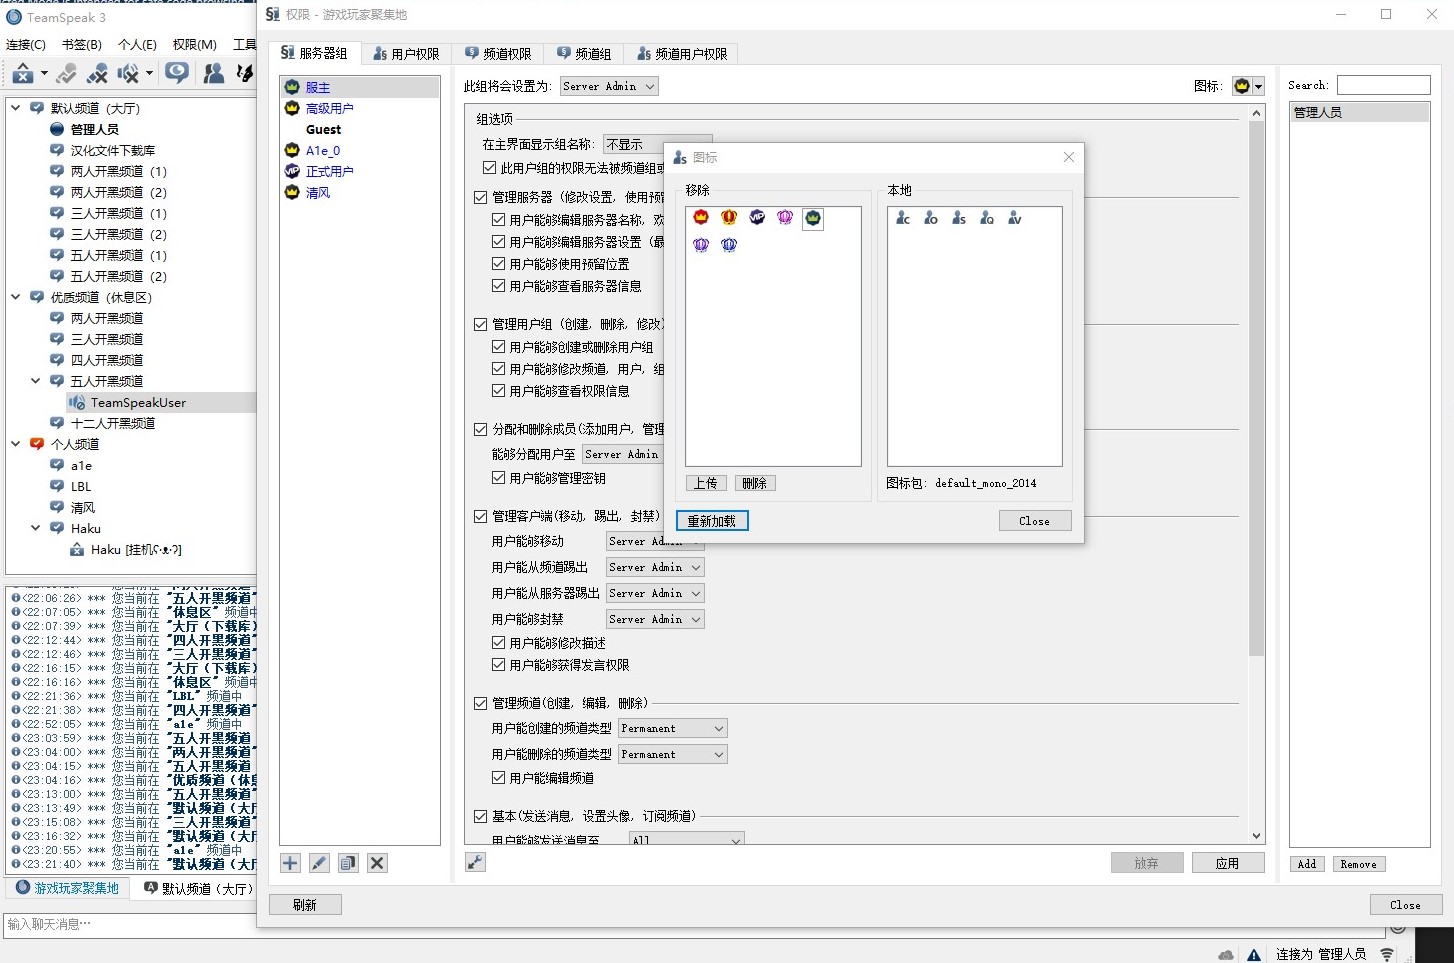 TeamSpeak 3
连接(C) 书签(B) 个人(E) 权限(M) 工具
默认频道 (大厅)
管理人员
汉化文件下载库
两人开黑频道 (1)
两人开黑频道 (2)
三人开黑频道 (1)
三人开黑频道 (2)
五人开黑频道 (1)
五人开黑频道 (2)
优质频道 (休息区)
两人开黑频道
三人开黑频道
四人开黑频道
五人开黑频道
TeamSpeakUser
十二人开黑频道
个人频道
a1e
LBL
清风
Haku
Haku [挂机ʕ·ᴥ·ʔ]
<22:06:26> *** 您当前在 "五人开黑频道"
<22:07:05> *** 您当前在 "休息区" 频道中
<22:07:39> *** 您当前在 "大厅（下载库）
<22:12:44> *** 您当前在 "四人开黑频道"
<22:12:46> *** 您当前在 "三人开黑频道"
<22:16:15> *** 您当前在 "大厅（下载库）
<22:16:16> *** 您当前在 "休息区" 频道中
<22:21:36> *** 您当前在 "LBL" 频道中
<22:21:38> *** 您当前在 "四人开黑频道"
<22:52:05> *** 您当前在 "a1e" 频道中
<23:03:59> *** 您当前在 "五人开黑频道
<23:04:00> *** 您当前在 "两人开黑频道
<23:04:15> *** 您当前在 "五人开黑频道
<23:04:16> *** 您当前在 "优质频道（休息
<23:13:00> *** 您当前在 "五人开黑频道
<23:13:49> *** 您当前在 "默认频道（大厅
<23:15:08> *** 您当前在 "三人开黑频道
<23:16:32> *** 您当前在 "默认频道（大厅
<23:20:55> *** 您当前在 "a1e" 频道中
<23:21:40> *** 您当前在 "默认频道（大厅
游戏玩家聚集地 默认频道（大厅）
输入聊天消息…
权限 - 游戏玩家聚集地
服务器组 用户权限 频道权限 频道组 频道用户权限
服主
高级用户
Guest
A1e_0
正式用户
清风
刷新
此组将会设置为: Server Admin 图标:
组选项
在主界面显示组名称: 不显示
此用户组的权限无法被频道组或
管理服务器 (修改设置, 使用预留
用户能够编辑服务器名称, 欢
用户能够编辑服务器设置 (最
用户能够使用预留位置
用户能够查看服务器信息
管理用户组 (创建, 删除, 修改)
用户能够创建或删除用户组
用户能够修改频道, 用户, 组
用户能够查看权限信息
分配和删除成员(添加用户, 管理
能够分配用户至 Server Admin
用户能够管理密钥
管理客户端(移动, 踢出, 封禁)
用户能够移动 Server Admin
用户能从频道踢出 Server Admin
用户能从服务器踢出 Server Admin
用户能够封禁 Server Admin
用户能够修改描述
用户能够获得发言权限
管理频道(创建, 编辑, 删除)
用户能创建的频道类型 Permanent
用户能删除的频道类型 Permanent
用户能编辑频道
基本(发送消息, 设置头像, 订阅频道)
用户能够发送消息至 All
放弃 应用
图标
移除 本地
VIP
C O S Q V
上传 删除 图标包: default_mono_2014
重新加载 Close
Search:
管理人员
Add Remove
Close
连接为 管理人员